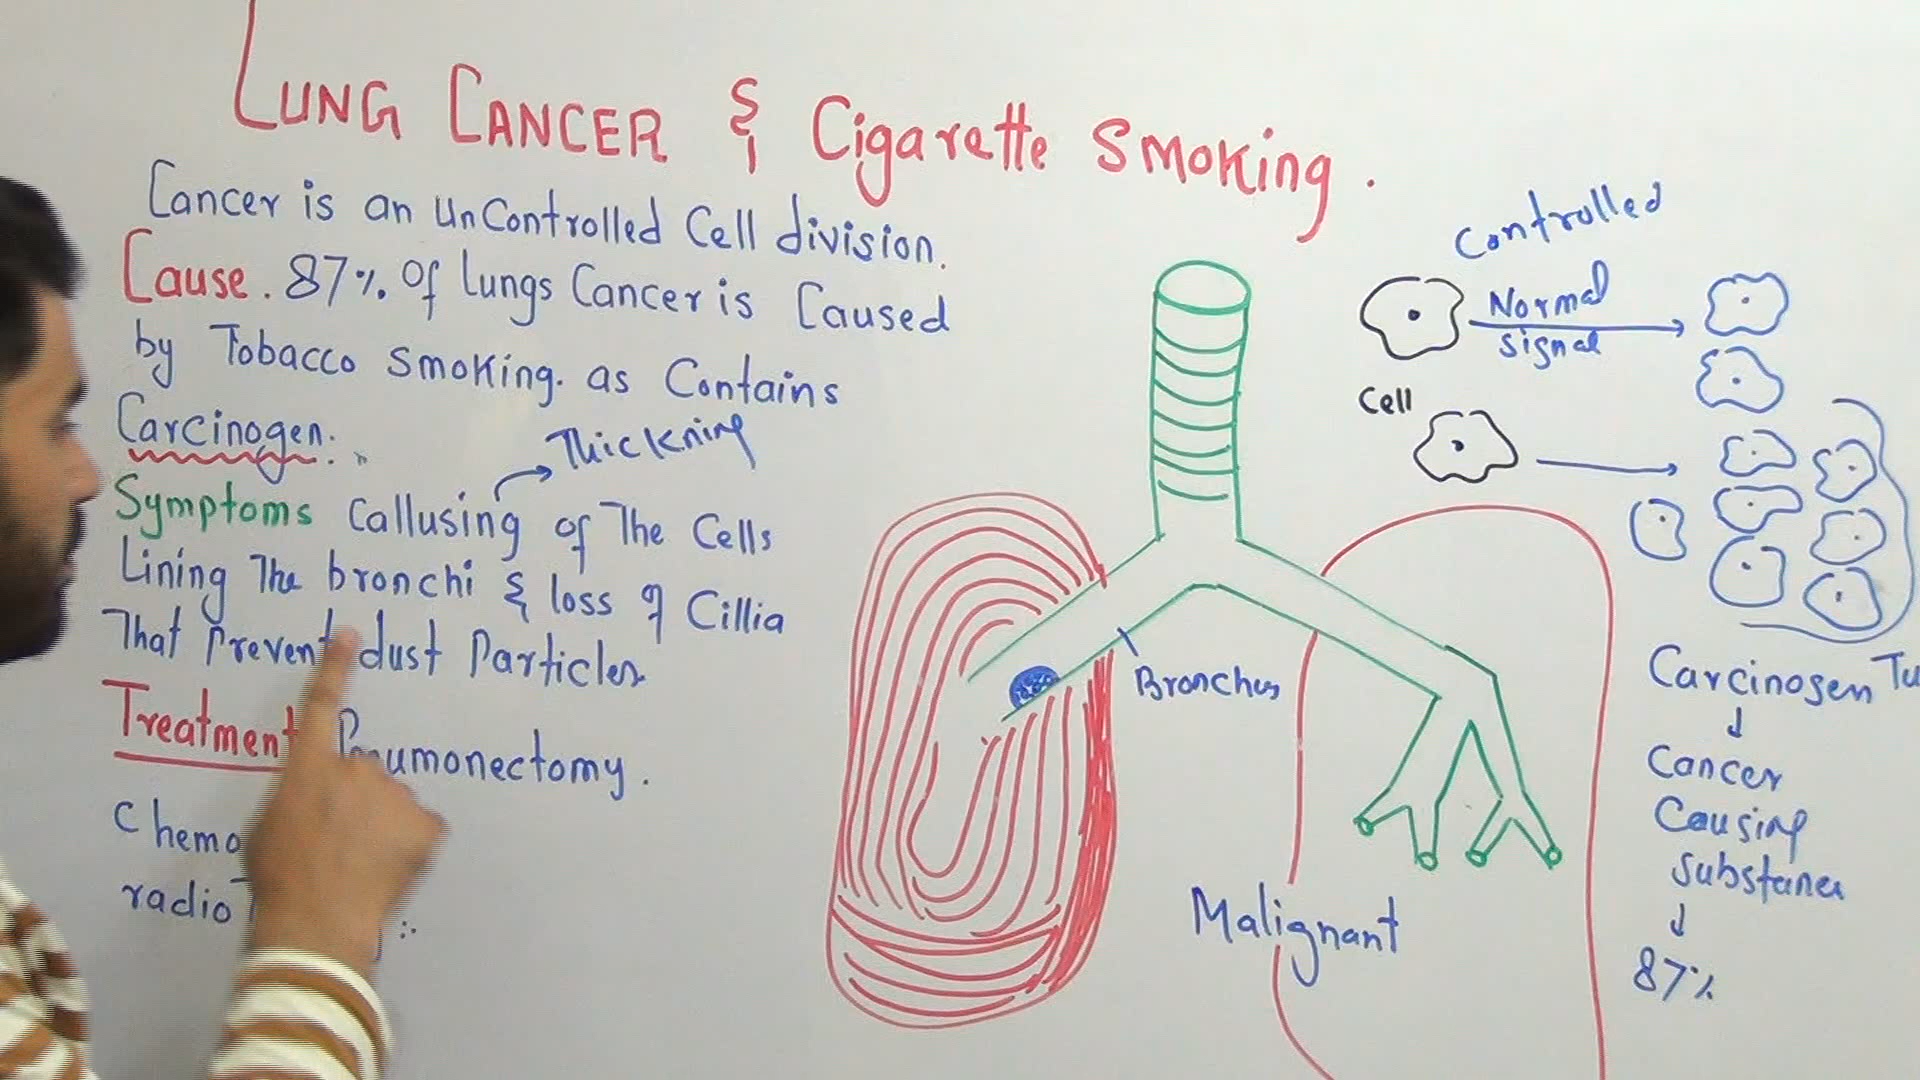 LUNG CANCER & Cigarette Smoking.
Cancer is an unControlled Cell division.
Cause. 87% Of Lungs Cancer is Caused
by Tobacco Smoking. as Contains
Carcinogen.
Thickning
Symptoms Callusing of The Cells
Lining The bronchi & loss of Cillia
That Prevent dust Particles
Treatment umonectomy.
Chemo
radio
Controlled
Normal
Signal
Cell
Bronchus
Malignant
Carcinogen Tu
Cancer
Causing
Substance
87%